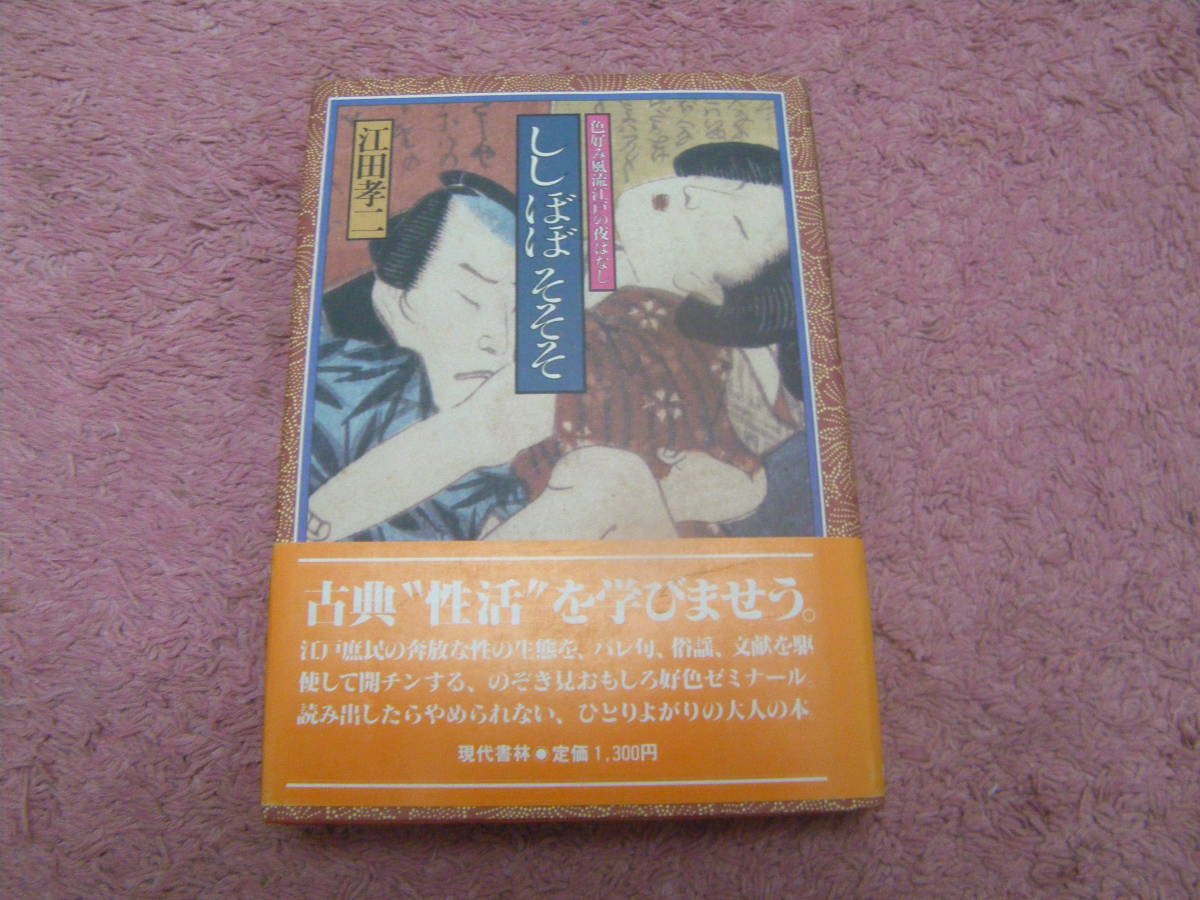 色好み風流江戸の夜ばなし
ししぼぼそそそ
江田孝二
古典〝性活〟を学びませう。
江戸庶民の奔放な性の生態を、バレ句、俗謡、文献を駆
使して開チンする、のぞき見おもしろ好色ゼミナール。
読み出したらやめられない、ひとりよがりの大人の本。
現代書林●定価1,300円